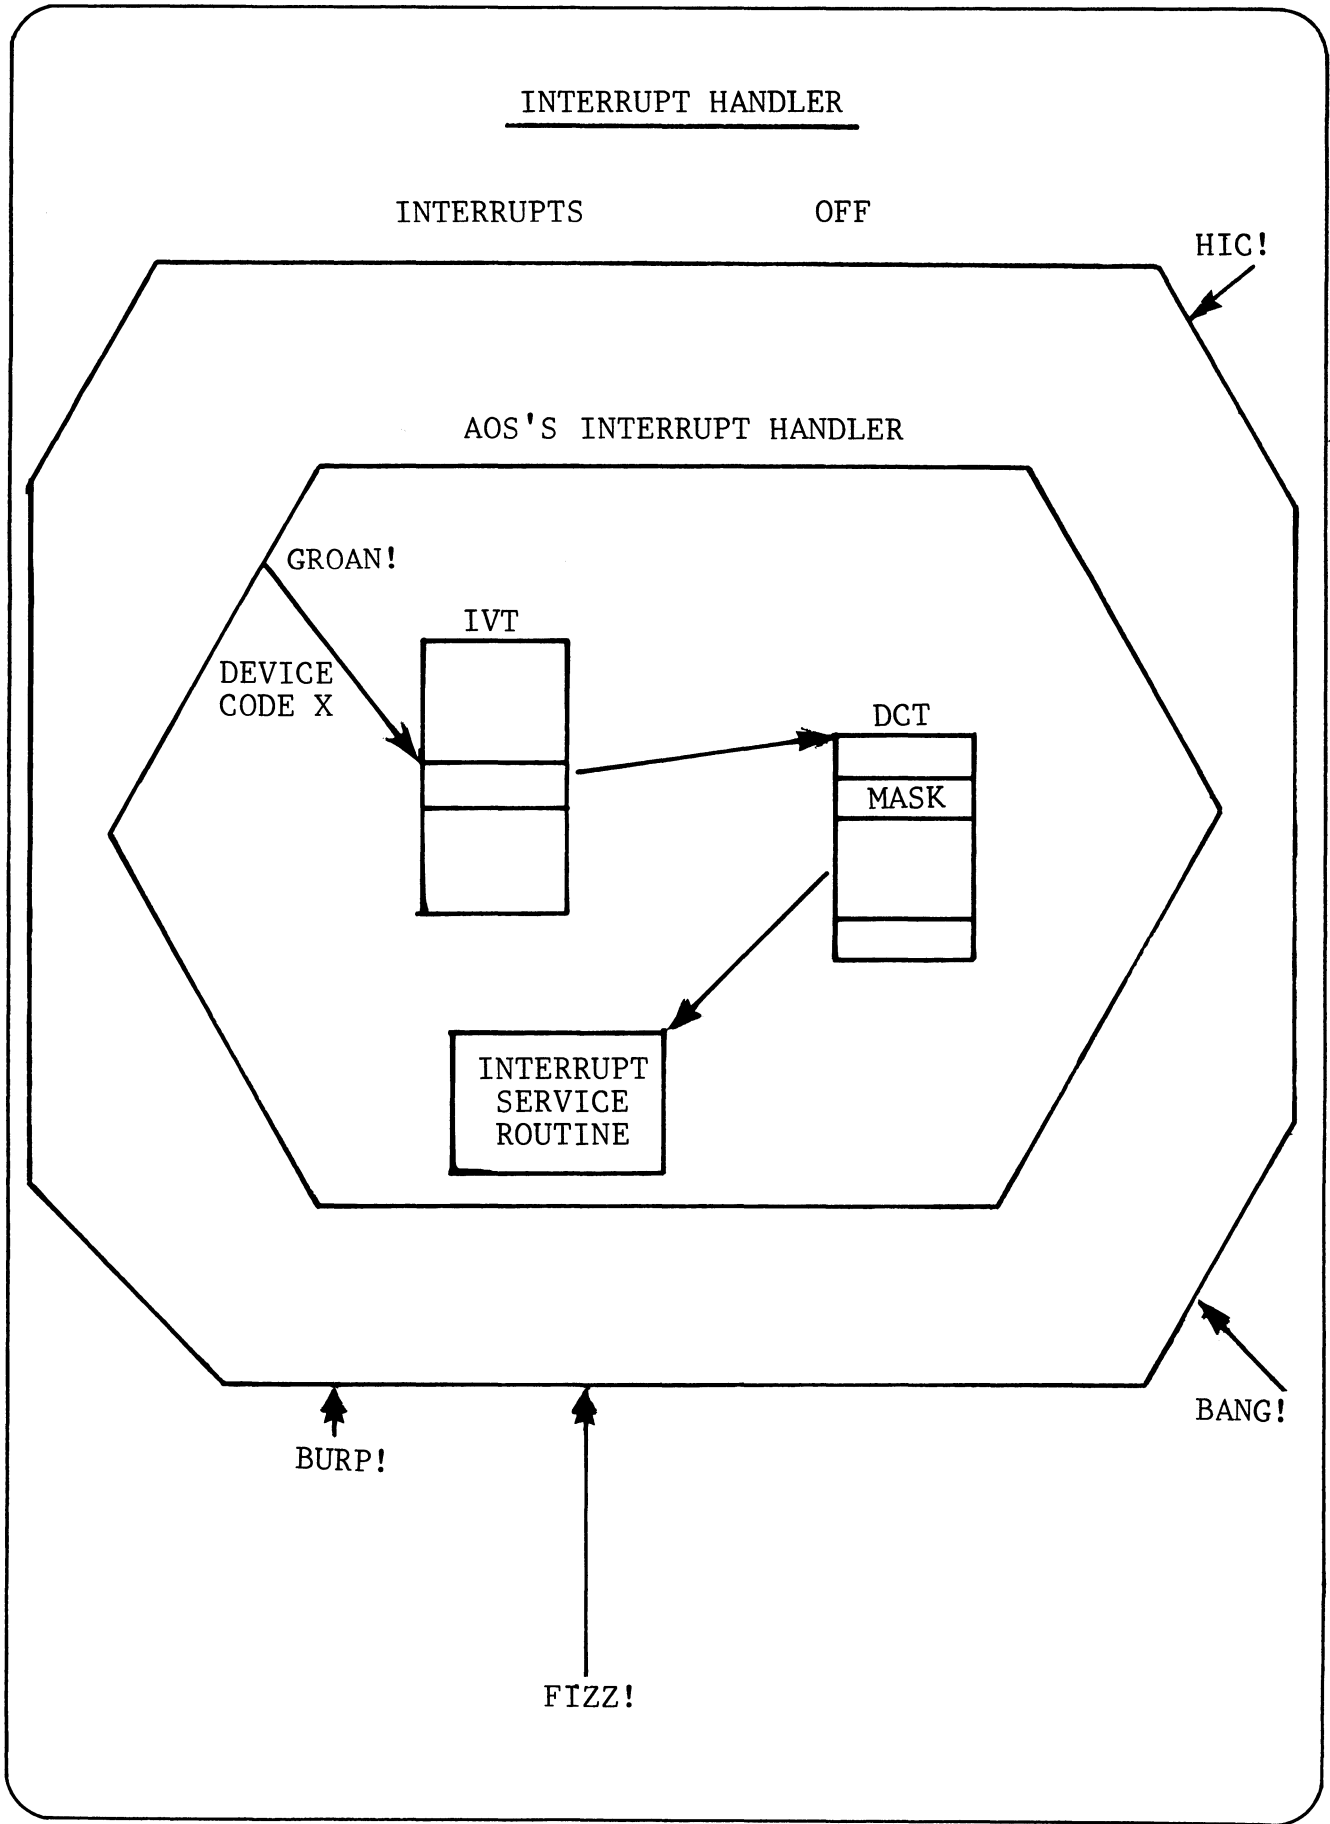 INTERRUPT HANDLER
INTERRUPTS OFF
HIC!
AOS'S INTERRUPT HANDLER
GROAN!
IVT
DEVICE
CODE X
DCT
MASK
INTERRUPT
SERVICE
ROUTINE
BANG!
BURP!
FIZZ!